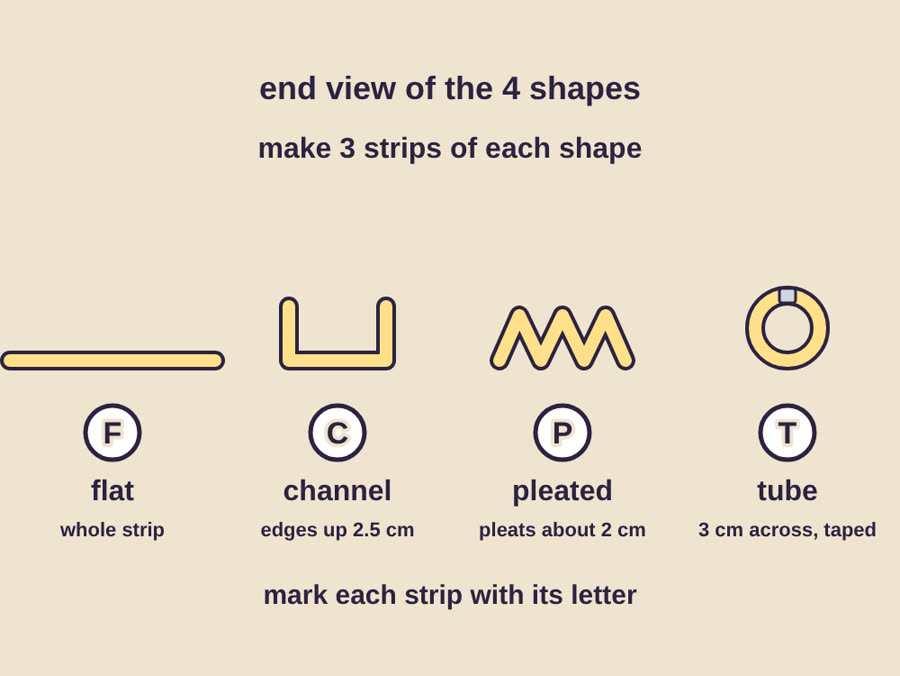 end view of the 4 shapes
make 3 strips of each shape
F
C
P
T
flat
channel
pleated
tube
whole strip
edges up 2.5 cm
pleats about 2 cm
3 cm across, taped
mark each strip with its letter